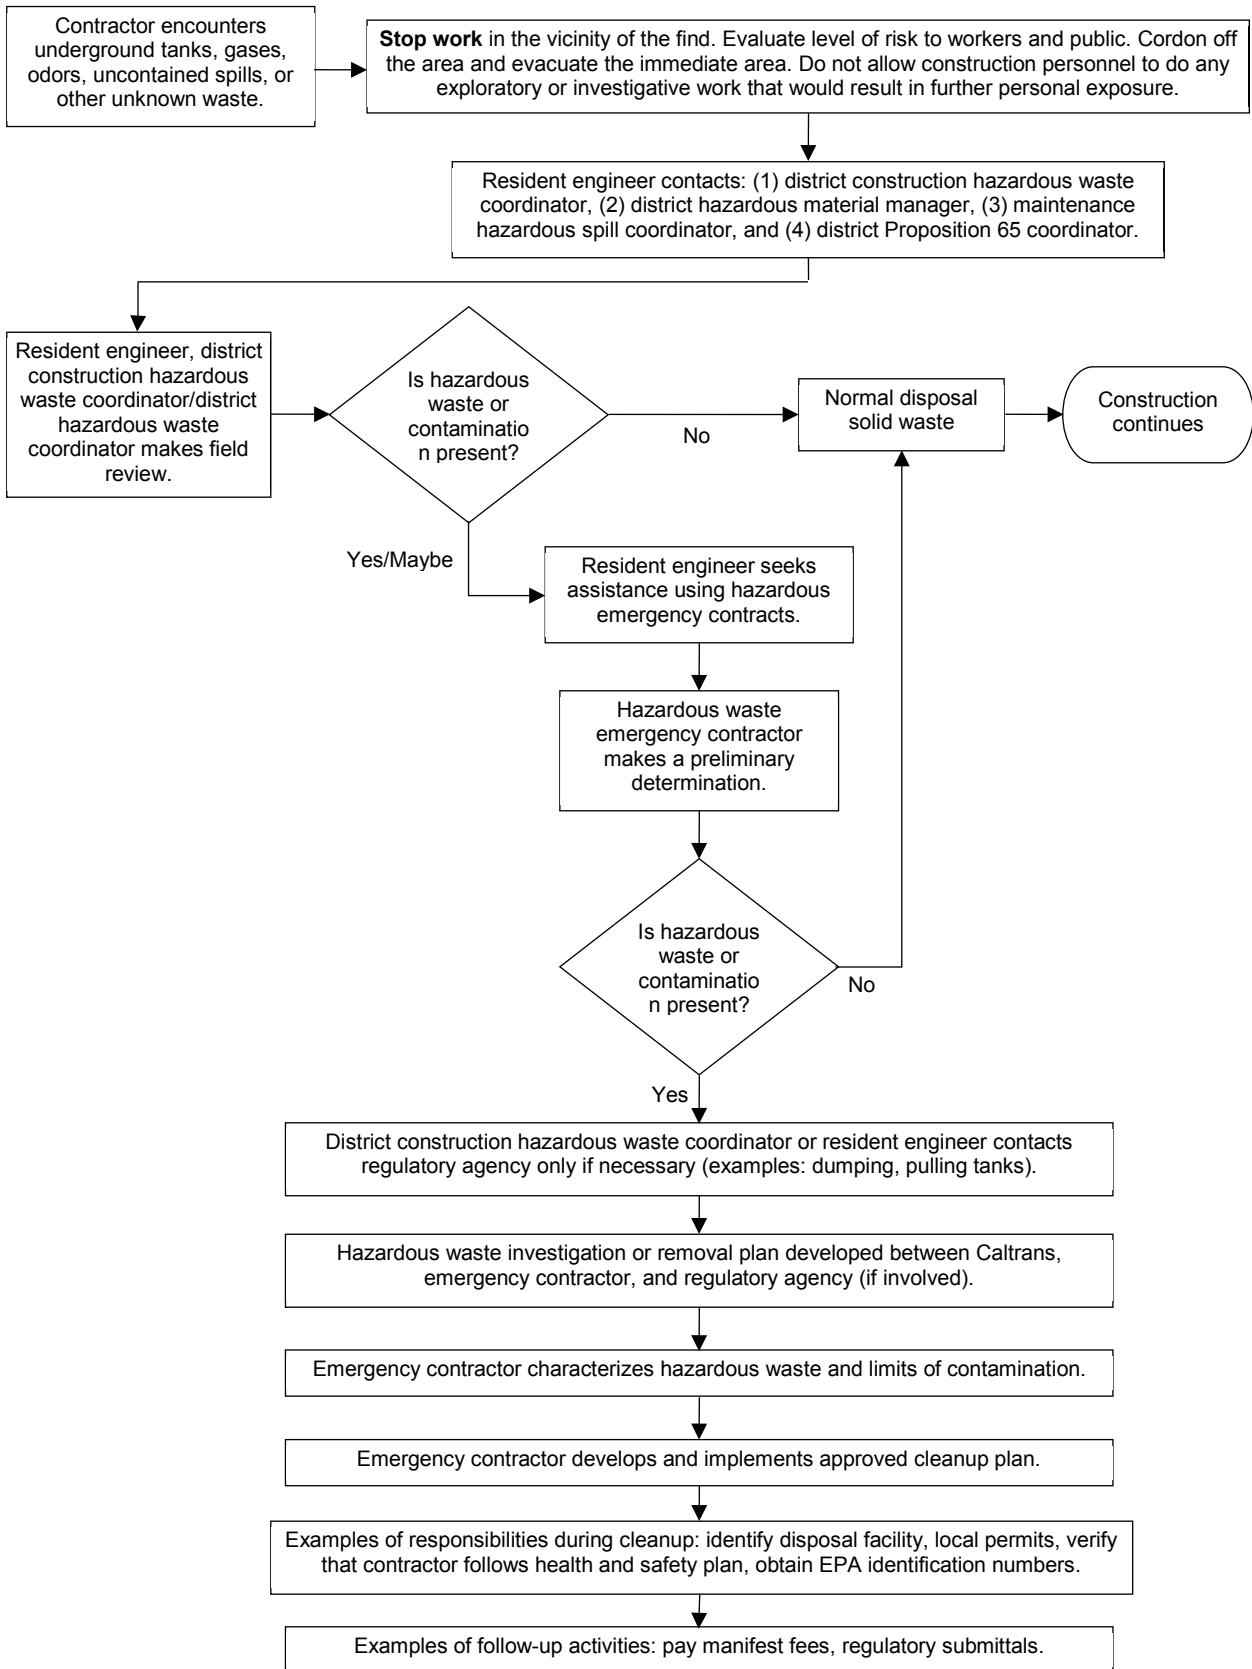 Contractor encounters
underground tanks, gases,
odors, uncontained spills, or
other unknown waste.
Stop work in the vicinity of the find. Evaluate level of risk to workers and public. Cordon off
the area and evacuate the immediate area. Do not allow construction personnel to do any
exploratory or investigative work that would result in further personal exposure.
Resident engineer contacts: (1) district construction hazardous waste
coordinator, (2) district hazardous material manager, (3) maintenance
hazardous spill coordinator, and (4) district Proposition 65 coordinator.
Resident engineer, district
construction hazardous
waste coordinator/district
hazardous waste
coordinator makes field
review.
Is hazardous
waste or
contaminatio
n present?
No
Normal disposal
solid waste
Construction
continues
Yes/Maybe
Resident engineer seeks
assistance using hazardous
emergency contracts.
Hazardous waste
emergency contractor
makes a preliminary
determination.
Is hazardous
waste or
contaminatio
n present?
No
Yes
District construction hazardous waste coordinator or resident engineer contacts
regulatory agency only if necessary (examples: dumping, pulling tanks).
Hazardous waste investigation or removal plan developed between Caltrans,
emergency contractor, and regulatory agency (if involved).
Emergency contractor characterizes hazardous waste and limits of contamination.
Emergency contractor develops and implements approved cleanup plan.
Examples of responsibilities during cleanup: identify disposal facility, local permits, verify
that contractor follows health and safety plan, obtain EPA identification numbers.
Examples of follow-up activities: pay manifest fees, regulatory submittals.